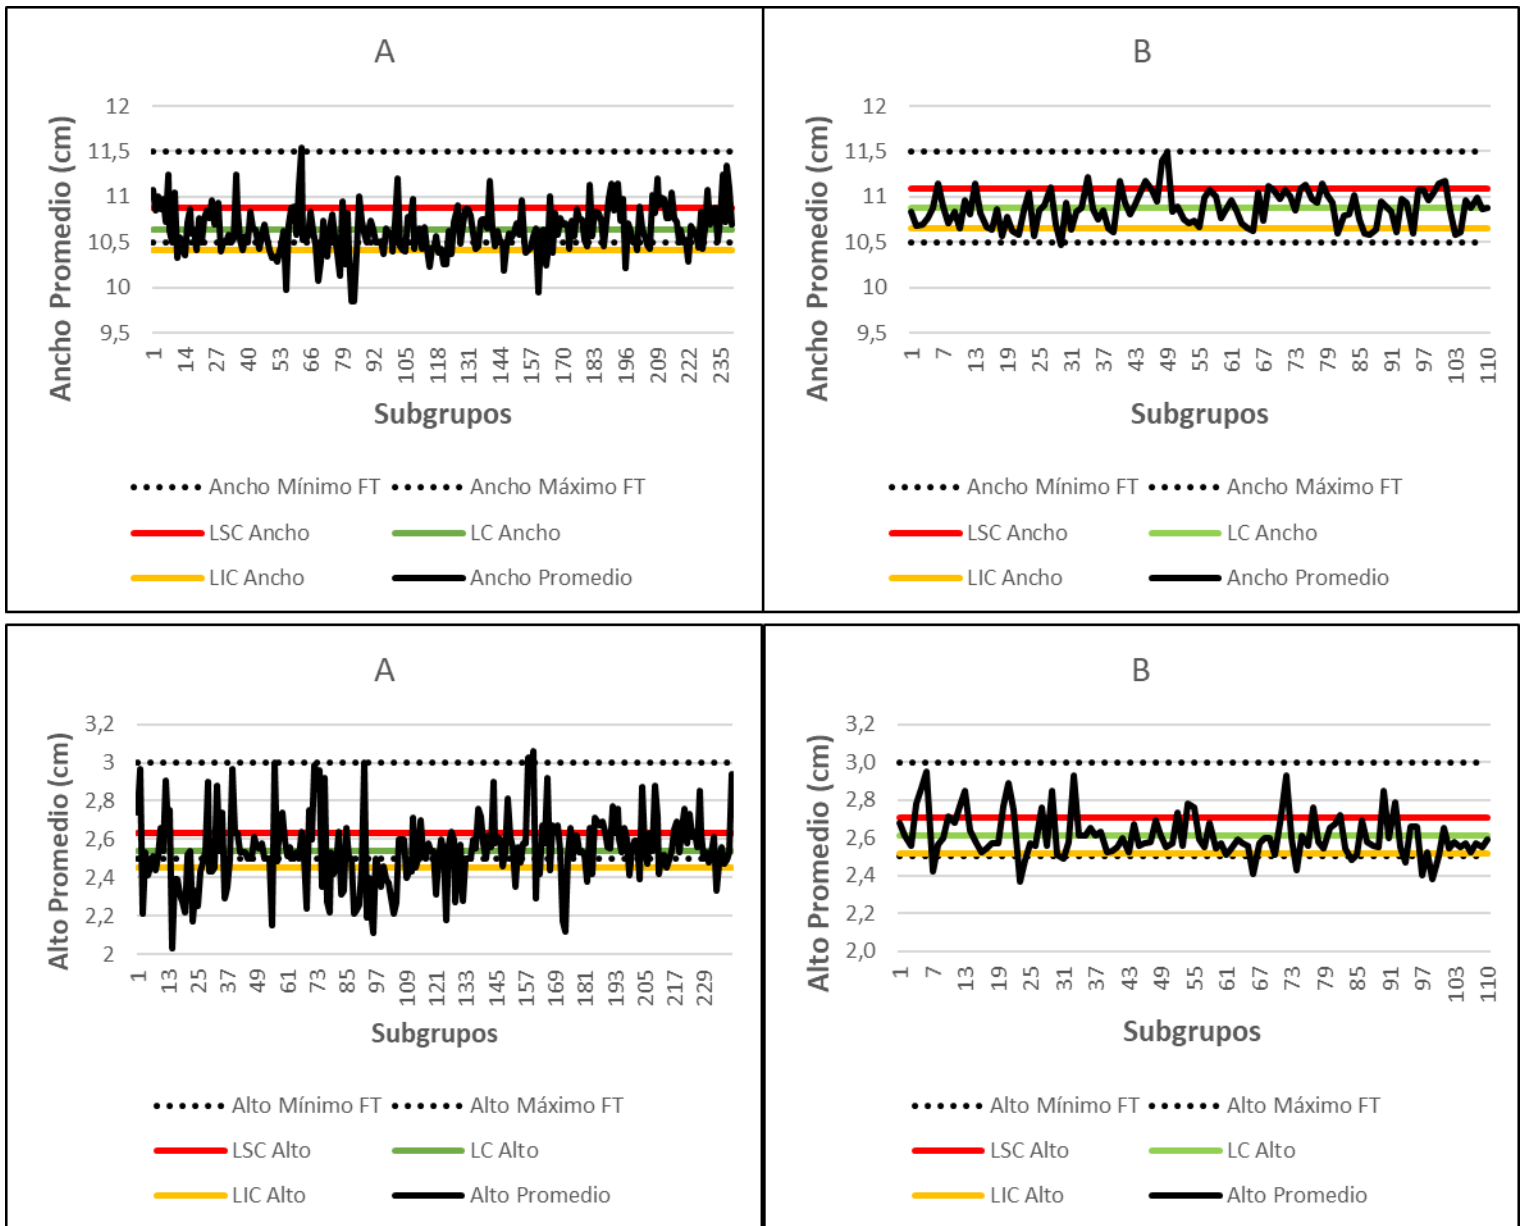 A
Ancho Promedio (cm)
12
11,5
11
10,5
10
9,5
1 14 27 40 53 66 79 92 105 118 131 144 157 170 183 196 209 222 235
Subgrupos
Ancho Mínimo FT Ancho Máximo FT
LSC Ancho LC Ancho
LIC Ancho Ancho Promedio
B
Ancho Promedio (cm)
12
11,5
11
10,5
10
9,5
1 7 13 19 25 31 37 43 49 55 61 67 73 79 85 91 97 103 110
Subgrupos
Ancho Mínimo FT Ancho Máximo FT
LSC Ancho LC Ancho
LIC Ancho Ancho Promedio
A
Alto Promedio (cm)
3,2
3
2,8
2,6
2,4
2,2
2
1 13 25 37 49 61 73 85 97 109 121 133 145 157 169 181 193 205 217 229
Subgrupos
Alto Mínimo FT Alto Máximo FT
LSC Alto LC Alto
LIC Alto Alto Promedio
B
Alto Promedio (cm)
3,2
3,0
2,8
2,6
2,4
2,2
2,0
1 7 13 19 25 31 37 43 49 55 61 67 73 79 85 91 97 103 110
Subgrupos
Alto Mínimo FT Alto Máximo FT
LSC Alto LC Alto
LIC Alto Alto Promedio